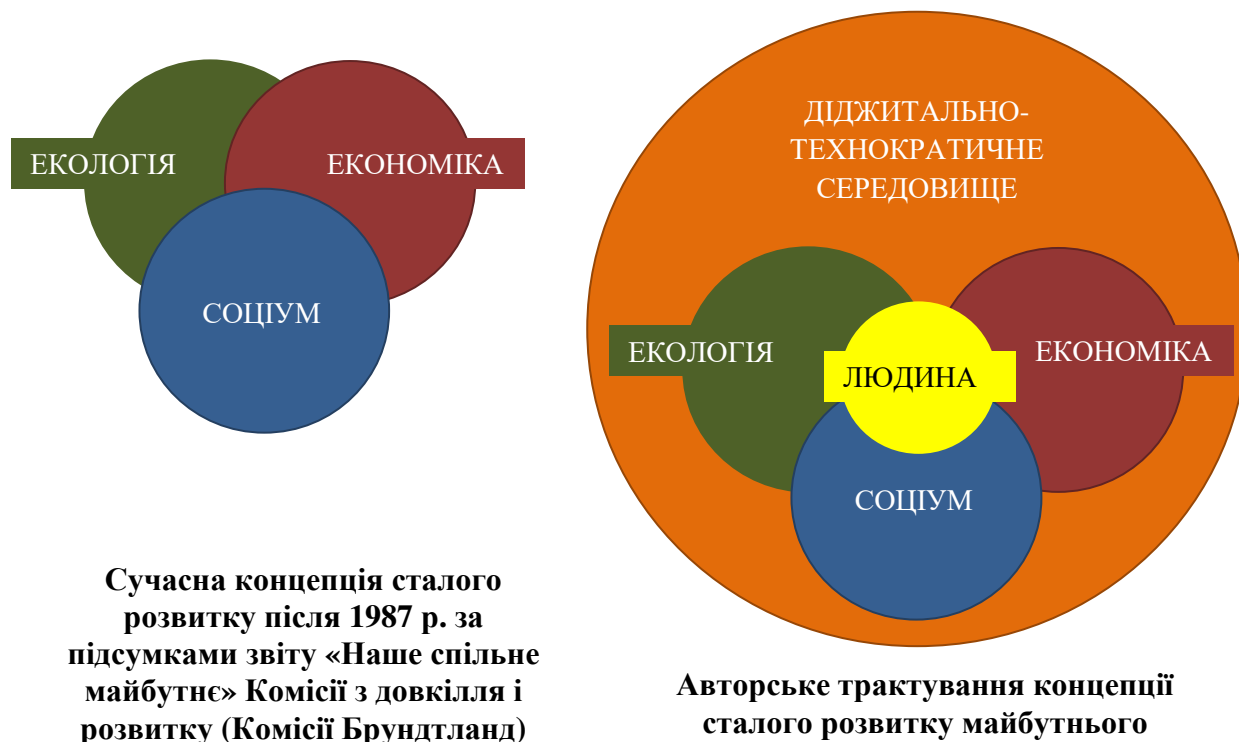 ЕКОЛОГІЯ
ЕКОНОМІКА
СОЦІУМ
Сучасна концепція сталого
розвитку після 1987 р. за
підсумками звіту «Наше спільне
майбутнє» Комісії з довкілля і
розвитку (Комісії Брундтланд)
ДІДЖИТАЛЬНО-
ТЕХНОКРАТИЧНЕ
СЕРЕДОВИЩЕ
ЕКОЛОГІЯ
ЛЮДИНА
ЕКОНОМІКА
СОЦІУМ
Авторське трактування концепції
сталого розвитку майбутнього